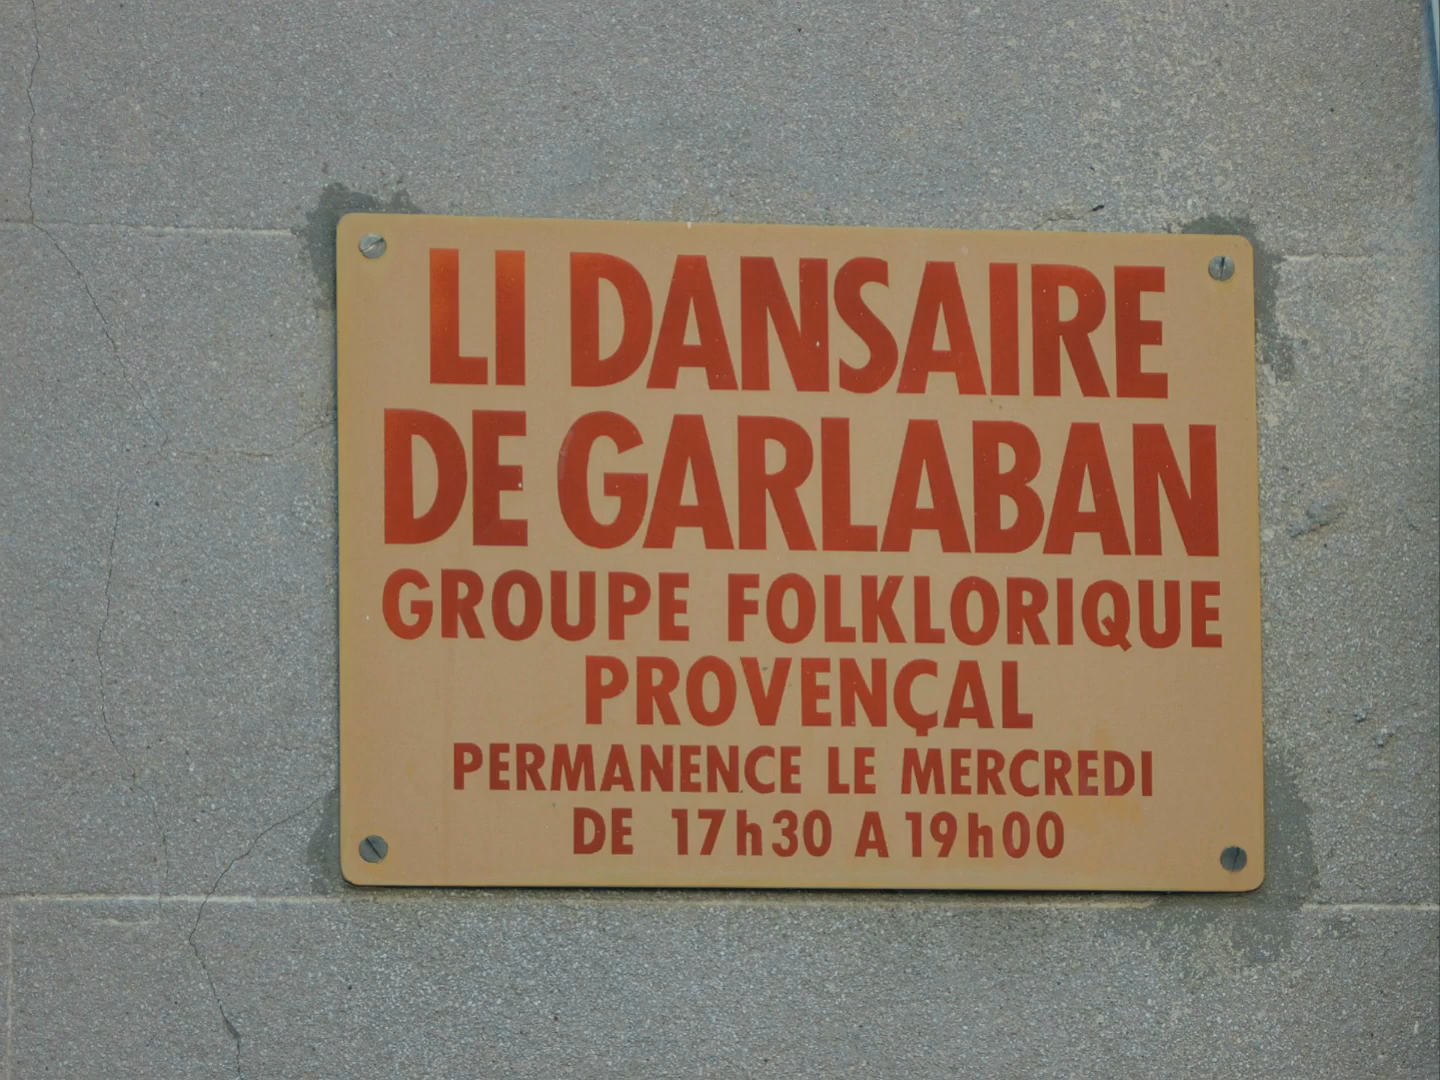 LI DANSAIRE
DE GARLABAN
GROUPE FOLKLORIQUE
PROVENÇAL
PERMANENCE LE MERCREDI
DE 17h30 A 19h00